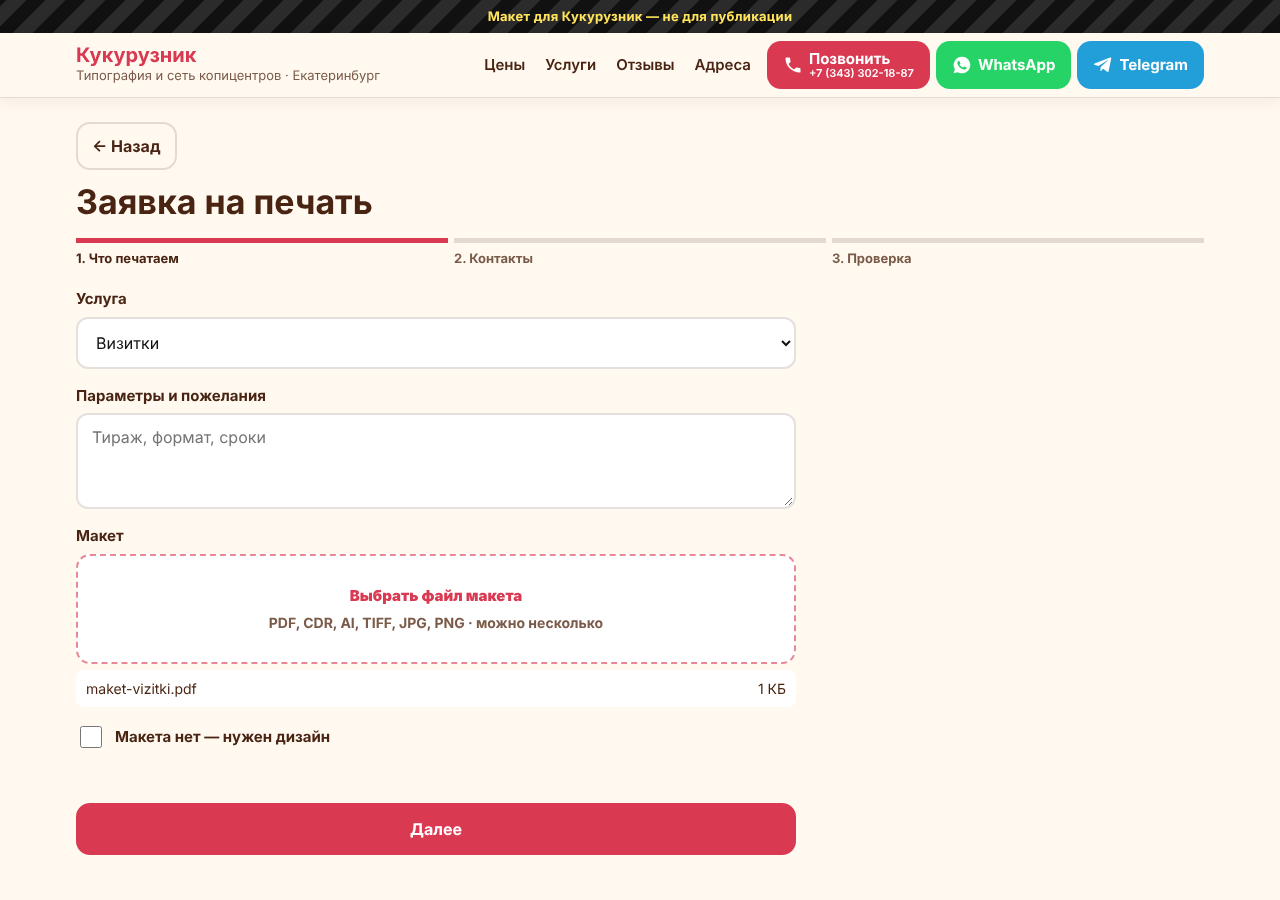 Макет для Кукурузник — не для публикации
Кукурузник
Типография и сеть копицентров · Екатеринбург
Цены
Услуги
Отзывы
Адреса
Позвонить
+7 (343) 302-18-87
WhatsApp
Telegram
← Назад
Заявка на печать
1. Что печатаем
2. Контакты
3. Проверка
Услуга
Визитки
Параметры и пожелания
Тираж, формат, сроки
Макет
Выбрать файл макета
PDF, CDR, AI, TIFF, JPG, PNG · можно несколько
maket-vizitki.pdf
1 КБ
Макета нет — нужен дизайн
Далее